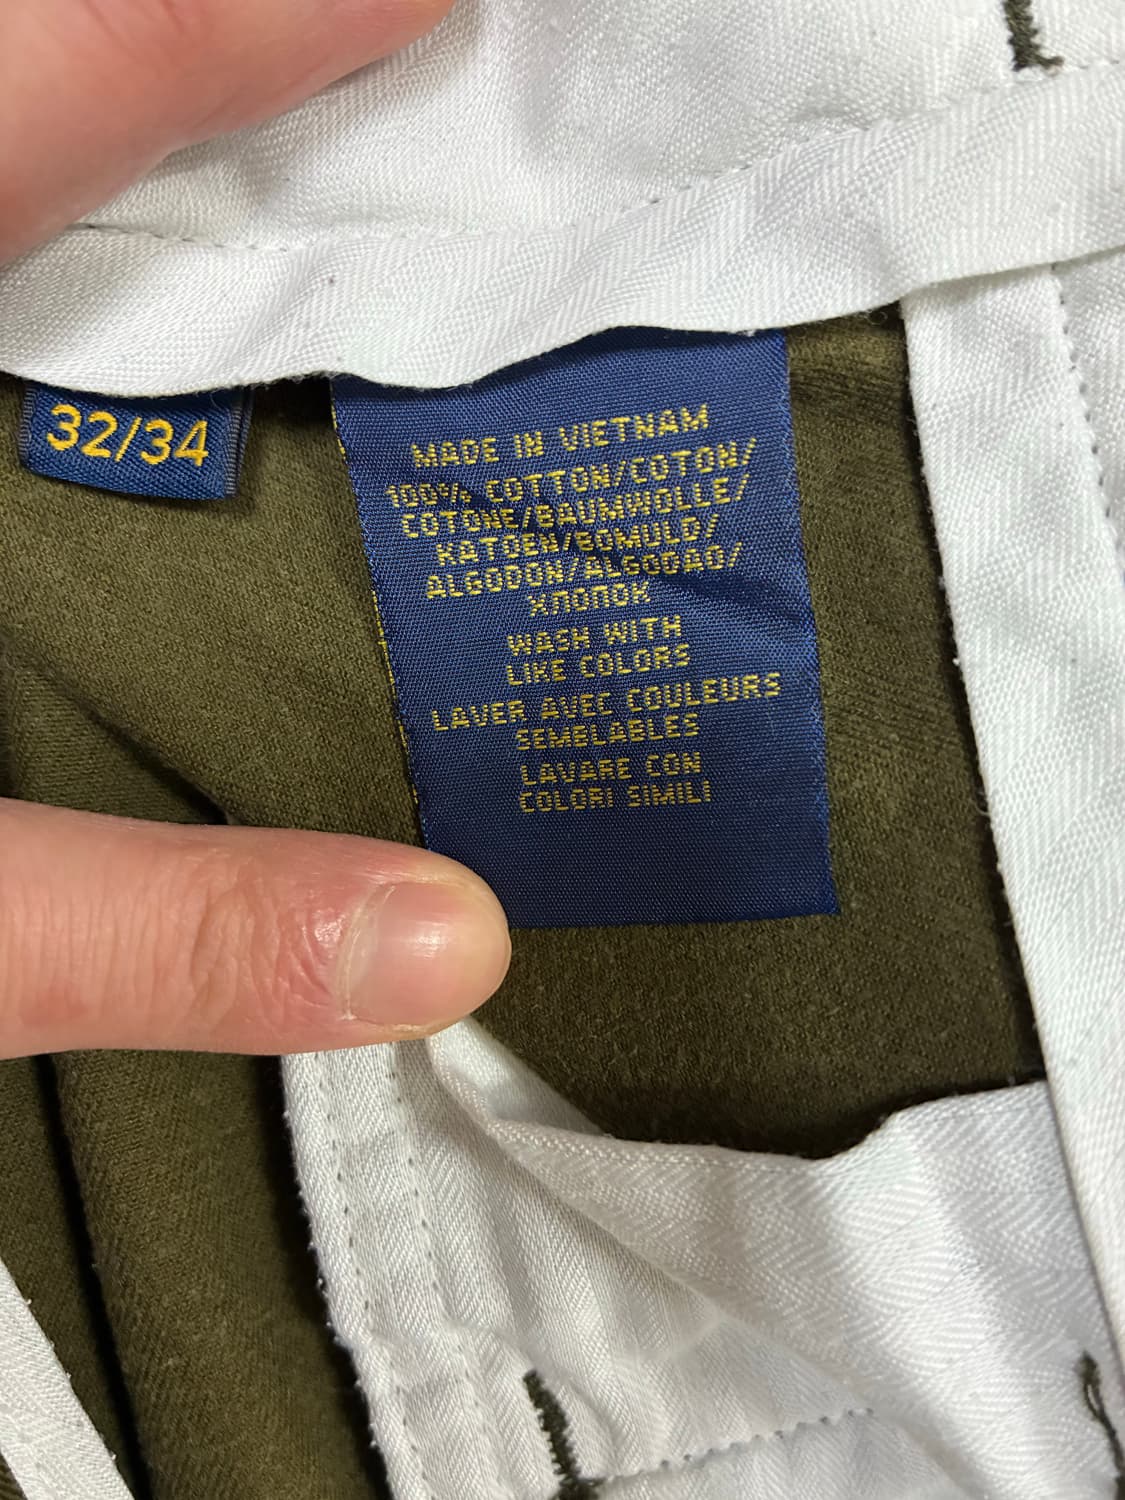 32/34
MADE IN VIETNAM
100% COTTON/COTON/
COTONE/BAUMWOLLE/
KATOEN/BOMULD/
ALGODON/ALGODAO/
ХЛОПОК
WASH WITH
LIKE COLORS
LAVER AVEC COULEURS
SEMBLABLES
LAVARE CON
COLORI SIMILI